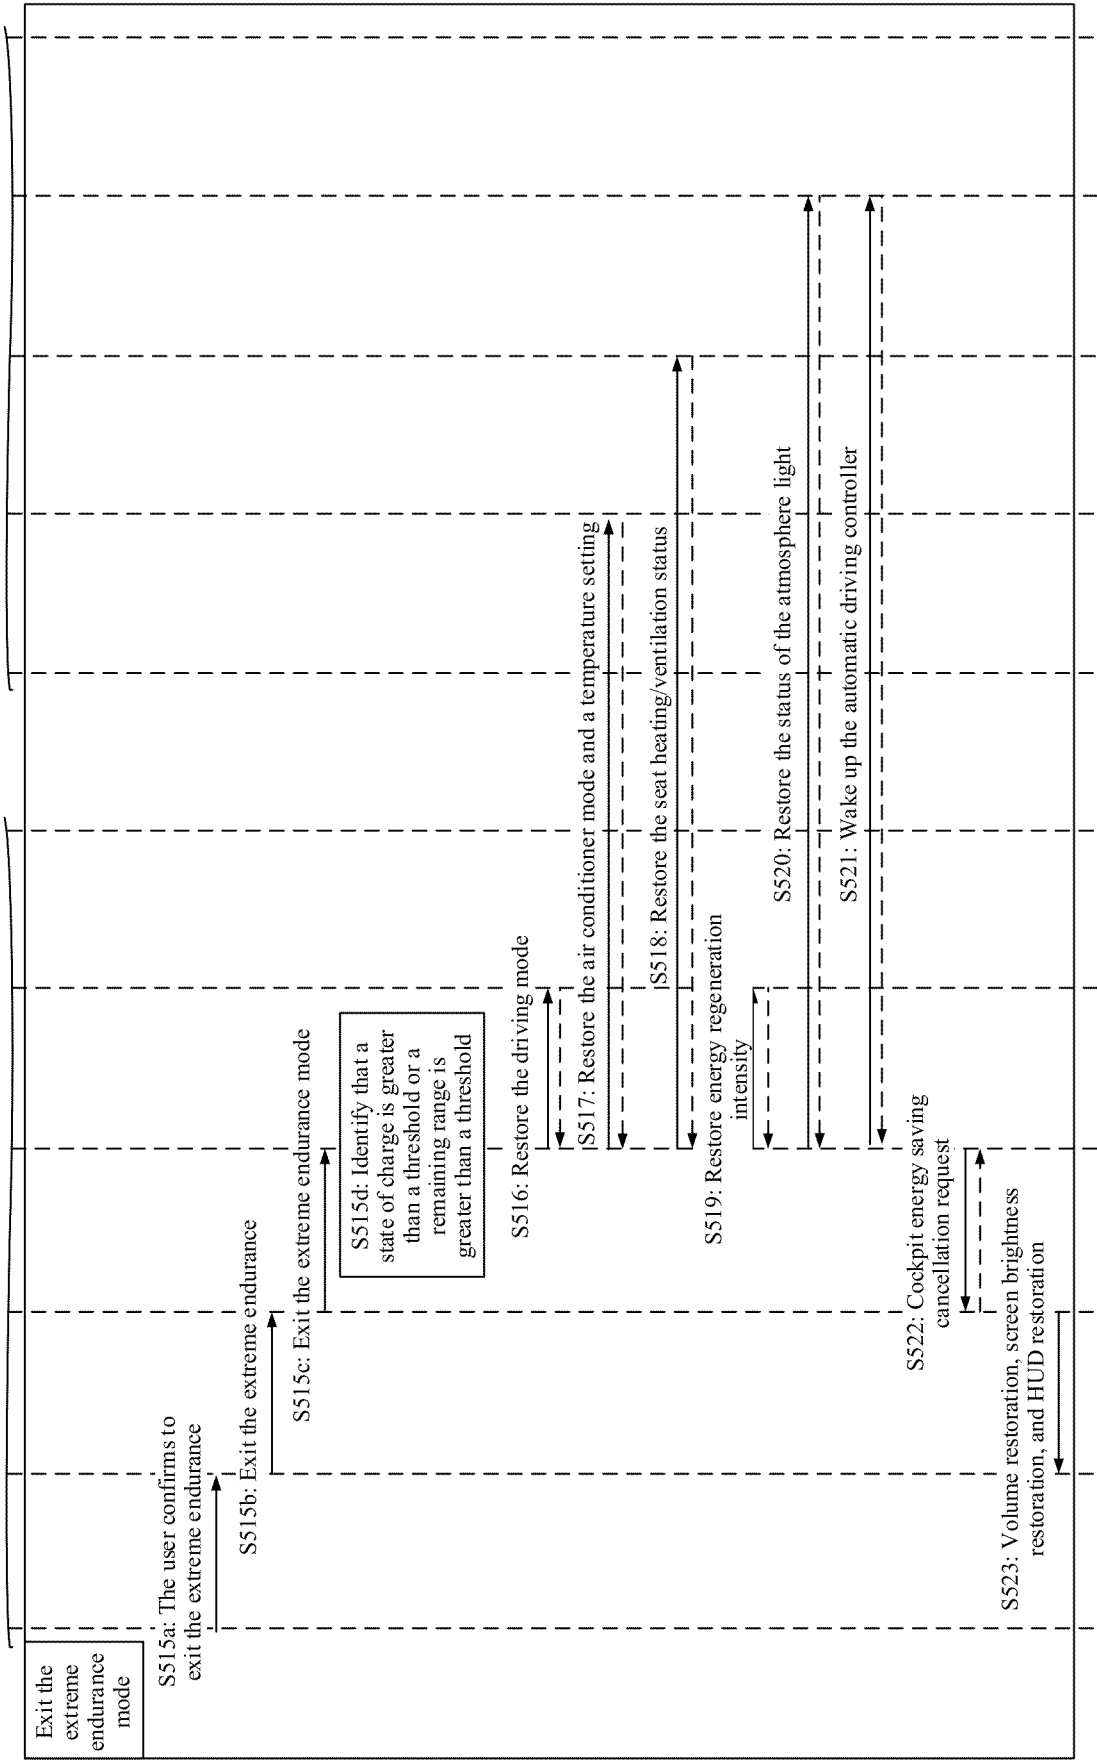 Exit the
extreme
endurance
mode
S515a: The user confirms to
exit the extreme endurance
S515b: Exit the extreme endurance
S515c: Exit the extreme endurance mode
S515d: Identify that a
state of charge is greater
than a threshold or a
remaining range is
greater than a threshold
S516: Restore the driving mode
S517: Restore the air conditioner mode and a temperature setting
S518: Restore the seat heating/ventilation status
S519: Restore energy regeneration
intensity
S520: Restore the status of the atmosphere light
S521: Wake up the automatic driving controller
S522: Cockpit energy saving
cancellation request
S523: Volume restoration, screen brightness
restoration, and HUD restoration